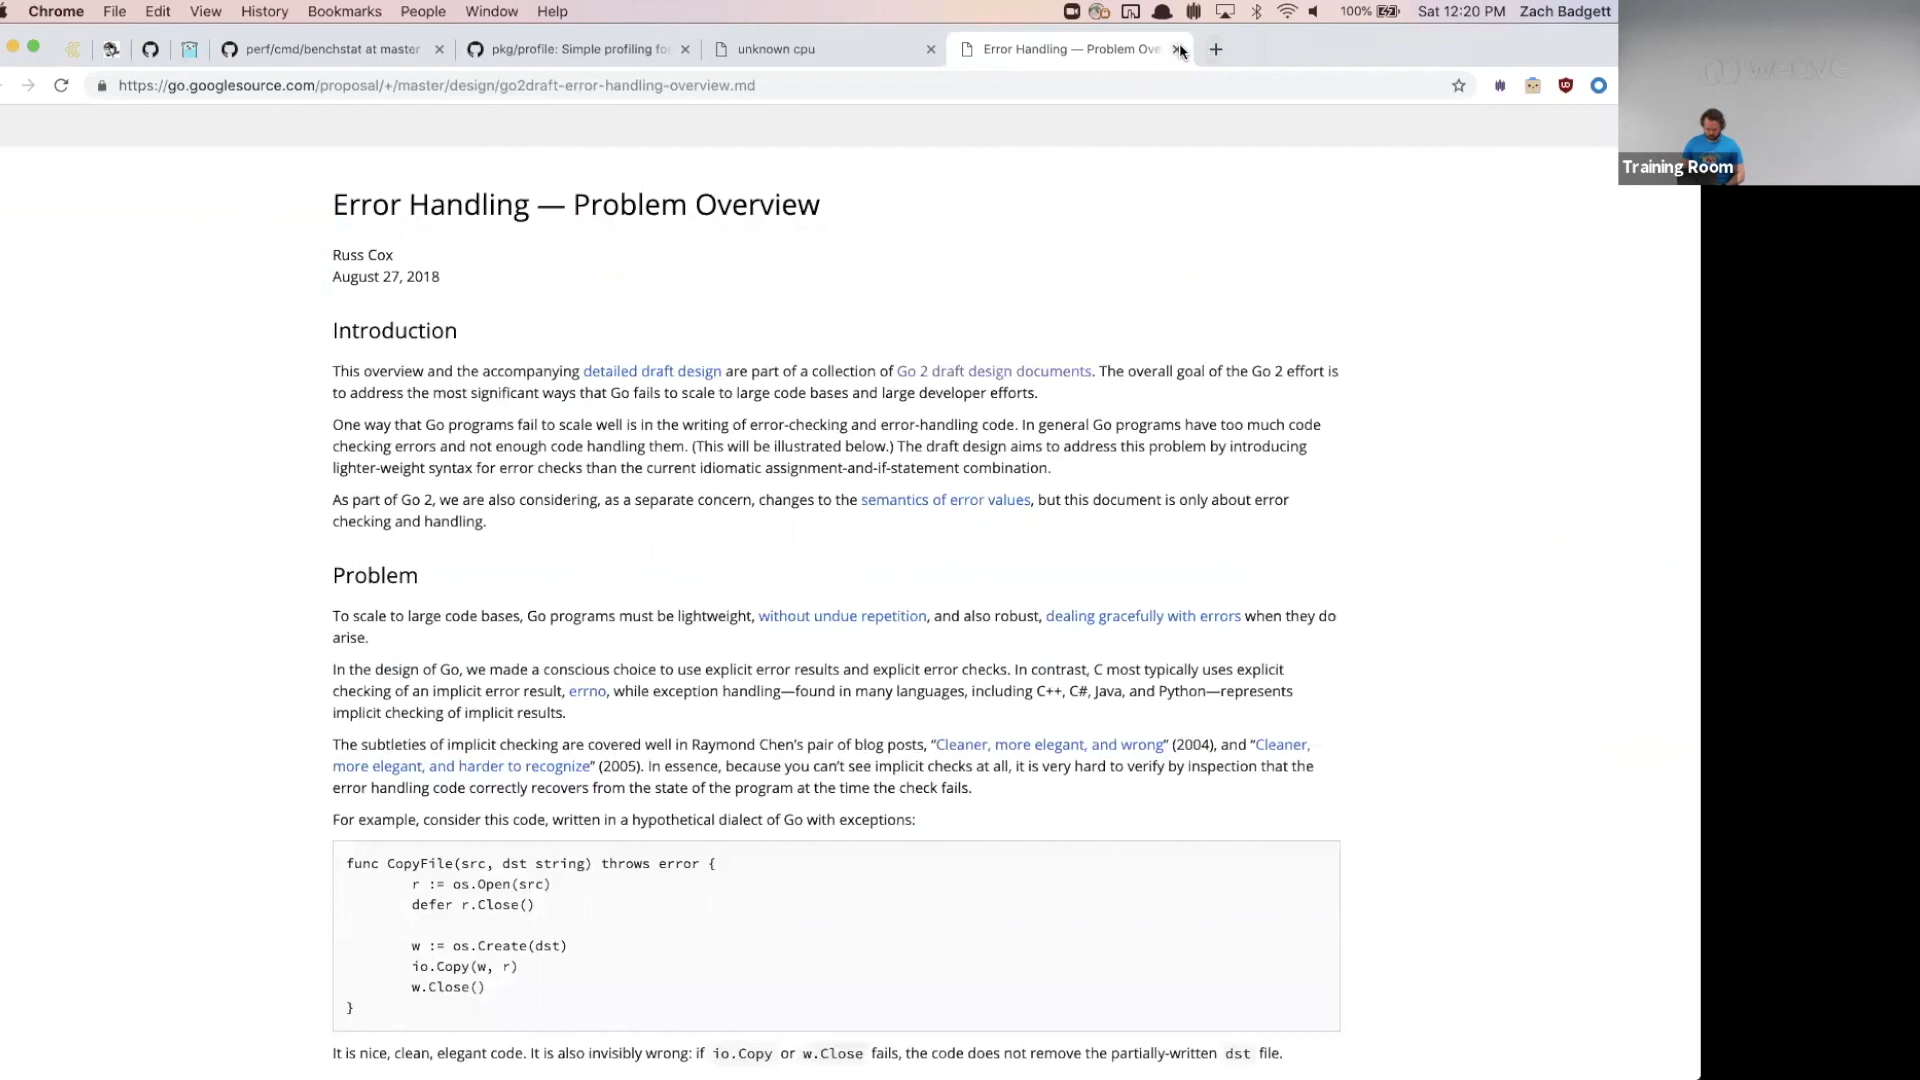 Chrome File Edit View History Bookmarks People Window Help 100% Sat 12:20 PM Zach Badgett
perf/cmd/benchstat at master pkg/profile: Simple profiling fo unknown cpu Error Handling — Problem Ove
https://go.googlesource.com/proposal/+/master/design/go2draft-error-handling-overview.md
weave
Training Room
Error Handling — Problem Overview
Russ Cox
August 27, 2018
Introduction
This overview and the accompanying detailed draft design are part of a collection of Go 2 draft design documents. The overall goal of the Go 2 effort is
to address the most significant ways that Go fails to scale to large code bases and large developer efforts.
One way that Go programs fail to scale well is in the writing of error-checking and error-handling code. In general Go programs have too much code
checking errors and not enough code handling them. (This will be illustrated below.) The draft design aims to address this problem by introducing
lighter-weight syntax for error checks than the current idiomatic assignment-and-if-statement combination.
As part of Go 2, we are also considering, as a separate concern, changes to the semantics of error values, but this document is only about error
checking and handling.
Problem
To scale to large code bases, Go programs must be lightweight, without undue repetition, and also robust, dealing gracefully with errors when they do
arise.
In the design of Go, we made a conscious choice to use explicit error results and explicit error checks. In contrast, C most typically uses explicit
checking of an implicit error result, errno, while exception handling—found in many languages, including C++, C#, Java, and Python—represents
implicit checking of implicit results.
The subtleties of implicit checking are covered well in Raymond Chen’s pair of blog posts, “Cleaner, more elegant, and wrong” (2004), and “Cleaner,
more elegant, and harder to recognize” (2005). In essence, because you can’t see implicit checks at all, it is very hard to verify by inspection that the
error handling code correctly recovers from the state of the program at the time the check fails.
For example, consider this code, written in a hypothetical dialect of Go with exceptions:
func CopyFile(src, dst string) throws error {
r := os.Open(src)
defer r.Close()
w := os.Create(dst)
io.Copy(w, r)
w.Close()
}
It is nice, clean, elegant code. It is also invisibly wrong: if io.Copy or w.Close fails, the code does not remove the partially-written dst file.